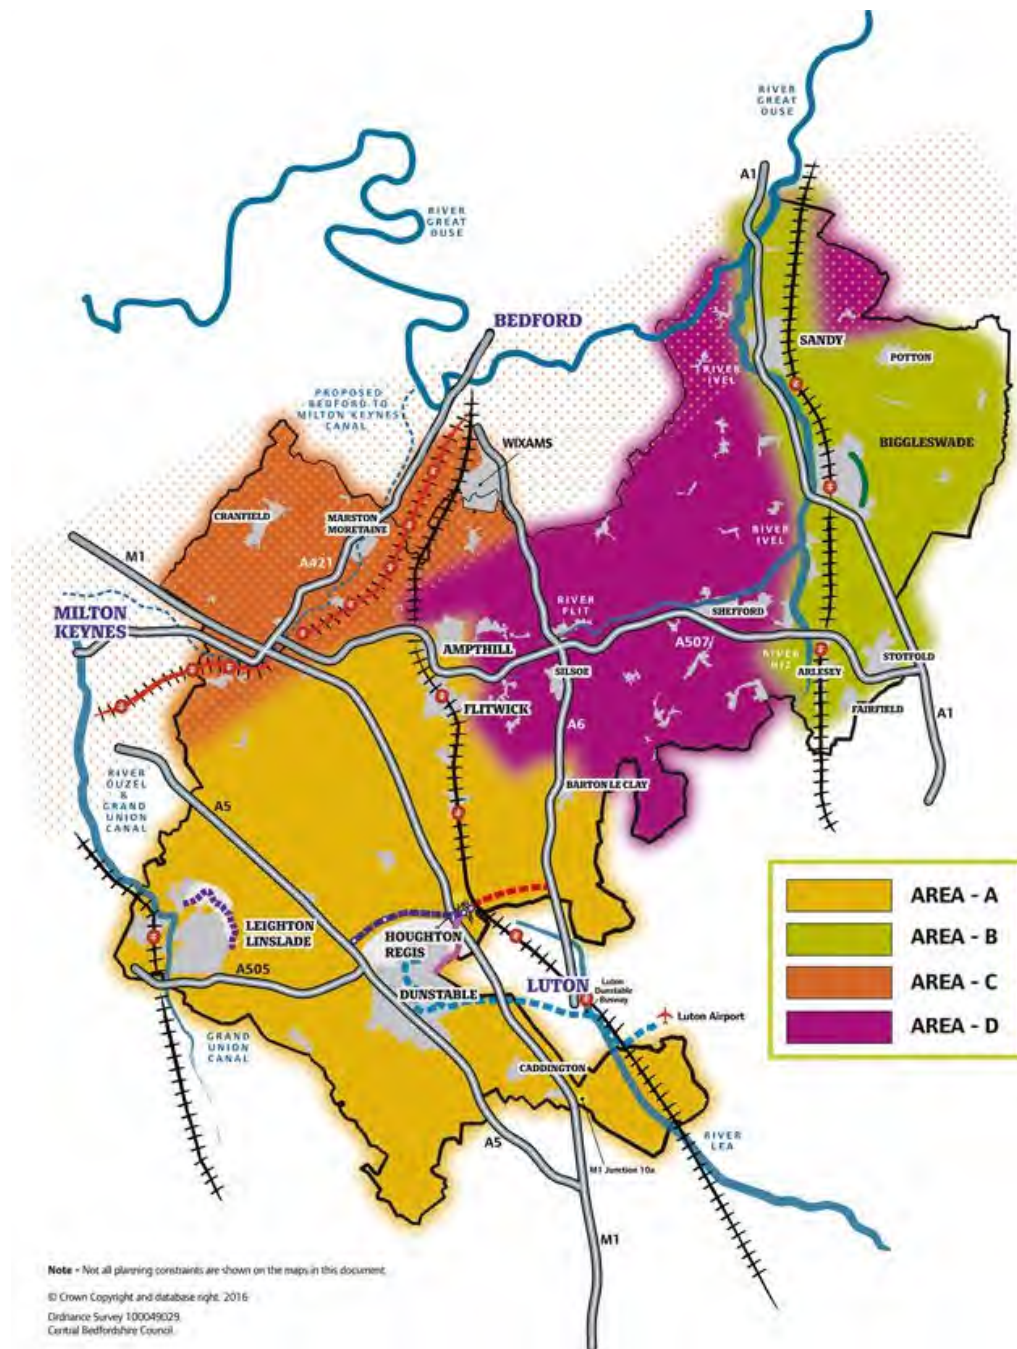 RIVER
GREAT
OUSE
A1
RIVER
GREAT
OUSE
BEDFORD
SANDY
POTTON
RIVER
IVEL
PROPOSED
BEDFORD TO
MILTON KEYNES
CANAL
WIXAMS
BIGGLESWADE
CRANFIELD
MARSTON
MORETAINE
RIVER
IVEL
M1
A421
MILTON
KEYNES
RIVER
FLIT
SHEFFORD
AMPTHILL
A507
RIVER
HIZ
STOTFOLD
SILSOE
ARLESEY
FLITWICK
FAIRFIELD
A1
A6
RIVER
OUZEL
&
GRAND
UNION
CANAL
A5
BARTON LE CLAY
AREA - A
AREA - B
AREA - C
AREA - D
LEIGHTON
LINSLADE
HOUGHTON
REGIS
A505
DUNSTABLE
LUTON
Luton
Dunstable
Busway
Luton Airport
GRAND
UNION
CANAL
CADDINGTON
RIVER
LEA
A5
M1 Junction 10a
M1
Note - Not all planning constraints are shown on the maps in this document
© Crown Copyright and database right. 2016
Ordnance Survey 100049029.
Central Bedfordshire Council.